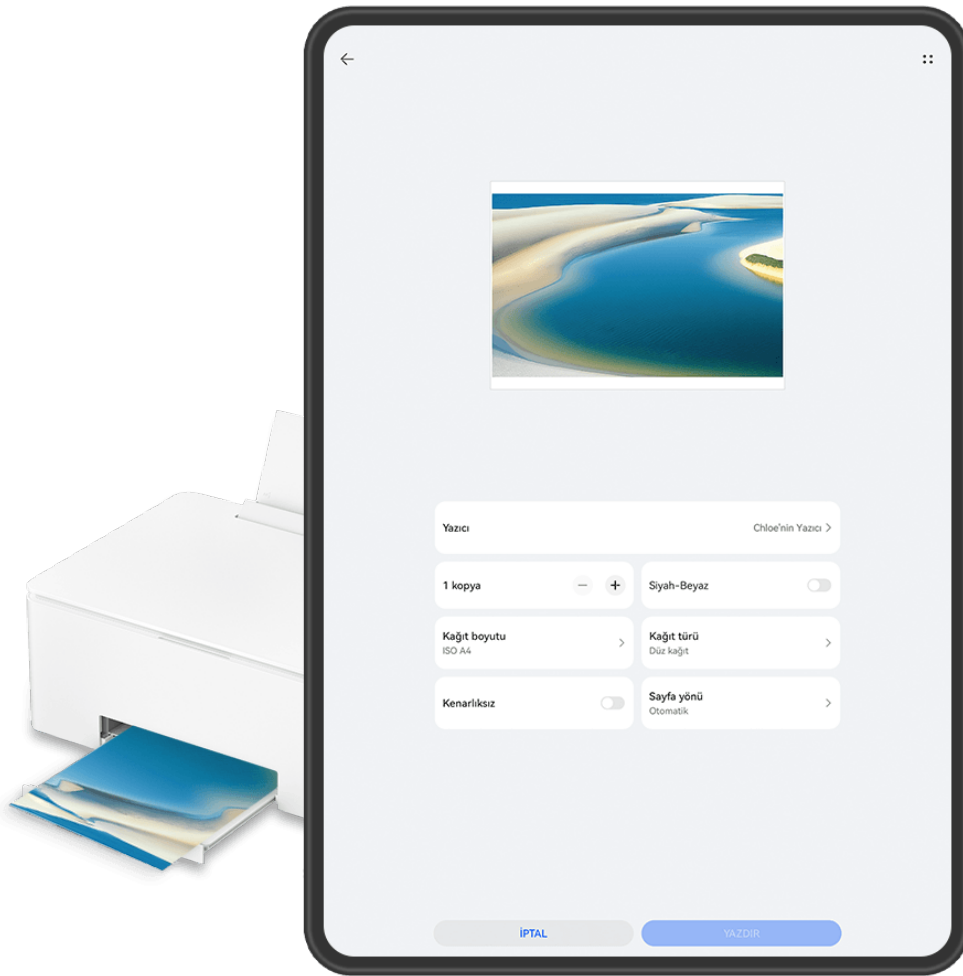 Yazıcı
Chloe'nin Yazıcı
1 kopya
Siyah-Beyaz
Kağıt boyutu
ISO A4
Kağıt türü
Düz kağıt
Kenarlıksız
Sayfa yönü
Otomatik
İPTAL
YAZDIR